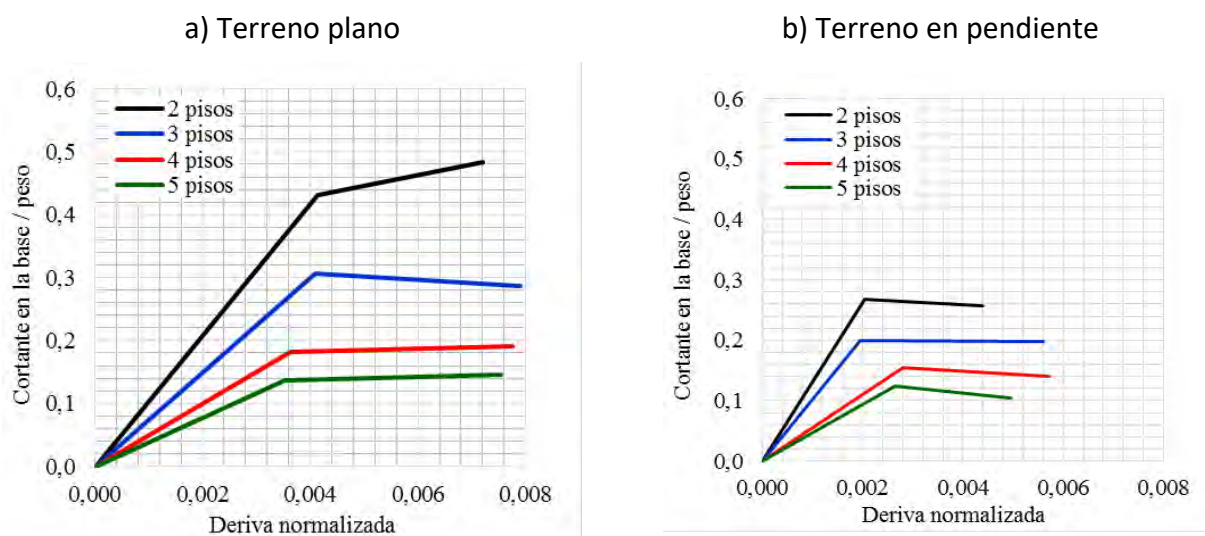 a) Terreno plano
0,6
0,5
0,4
0,3
0,2
0,1
0,0
Cortante en la base / peso
2 pisos
3 pisos
4 pisos
5 pisos
0,000
0,002
0,004
0,006
0,008
Deriva normalizada
b) Terreno en pendiente
0,6
0,5
0,4
0,3
0,2
0,1
0,0
Cortante en la base / peso
2 pisos
3 pisos
4 pisos
5 pisos
0,000
0,002
0,004
0,006
0,008
Deriva normalizada